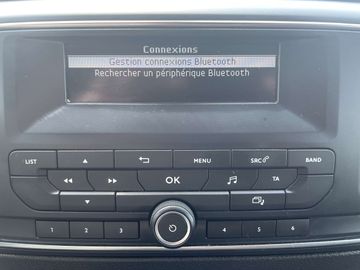 Connexions
Gestion connexions Bluetooth
Rechercher un périphérique Bluetooth
LIST
MENU
SRC
BAND
OK
TA
1
2
3
4
5
6